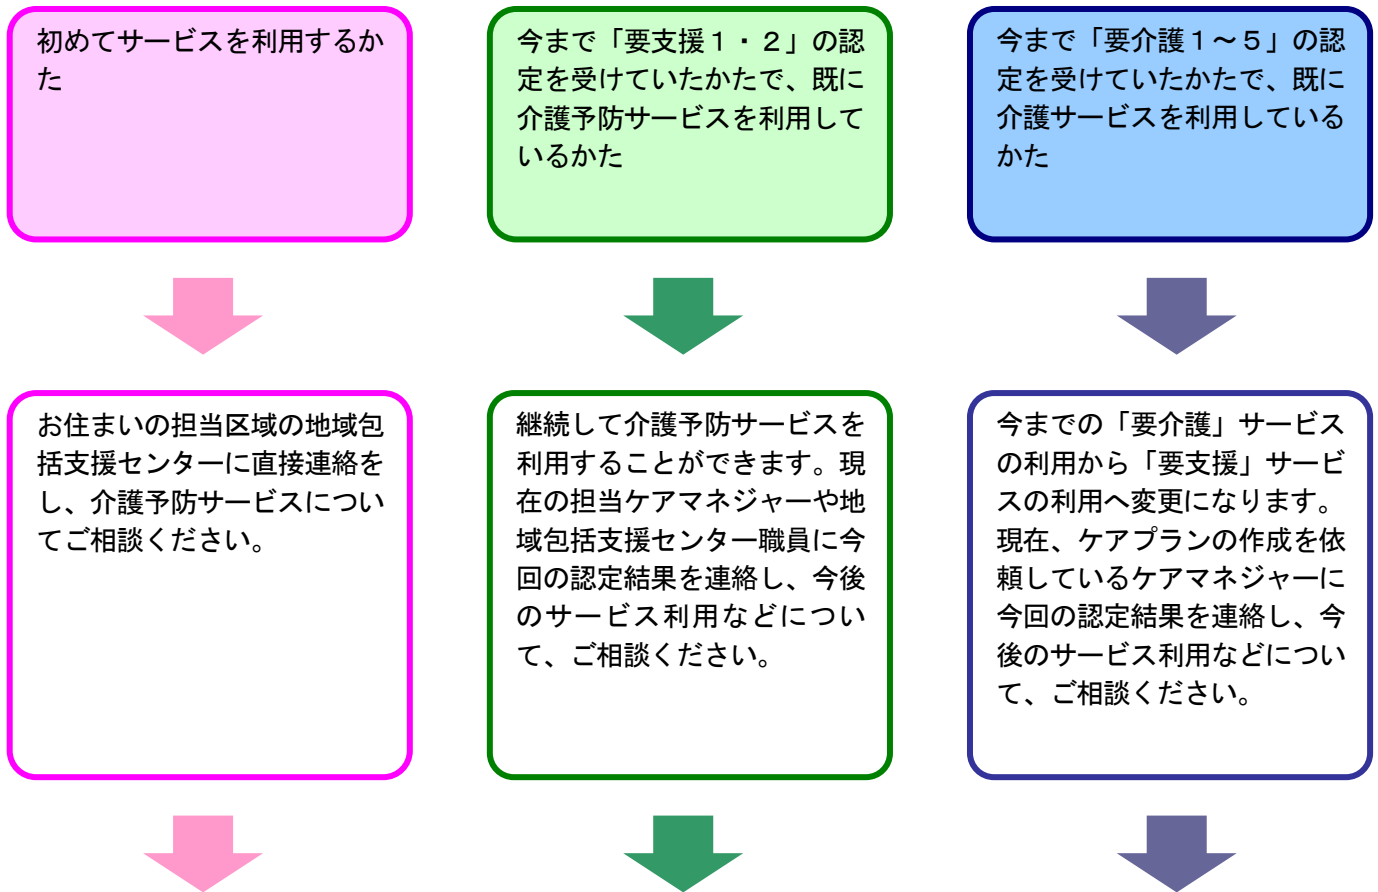 初めてサービスを利用するか
た
今まで「要支援１・２」の認
定を受けていたかたで、既に
介護予防サービスを利用して
いるかた
今まで「要介護１～５」の認
定を受けていたかたで、既に
介護サービスを利用している
かた
お住まいの担当区域の地域包
括支援センターに直接連絡を
し、介護予防サービスについ
てご相談ください。
継続して介護予防サービスを
利用することができます。現
在の担当ケアマネジャーや地
域包括支援センター職員に今
回の認定結果を連絡し、今後
のサービス利用などについ
て、ご相談ください。
今までの「要介護」サービス
の利用から「要支援」サービ
スの利用へ変更になります。
現在、ケアプランの作成を依
頼しているケアマネジャーに
今回の認定結果を連絡し、今
後のサービス利用などについ
て、ご相談ください。